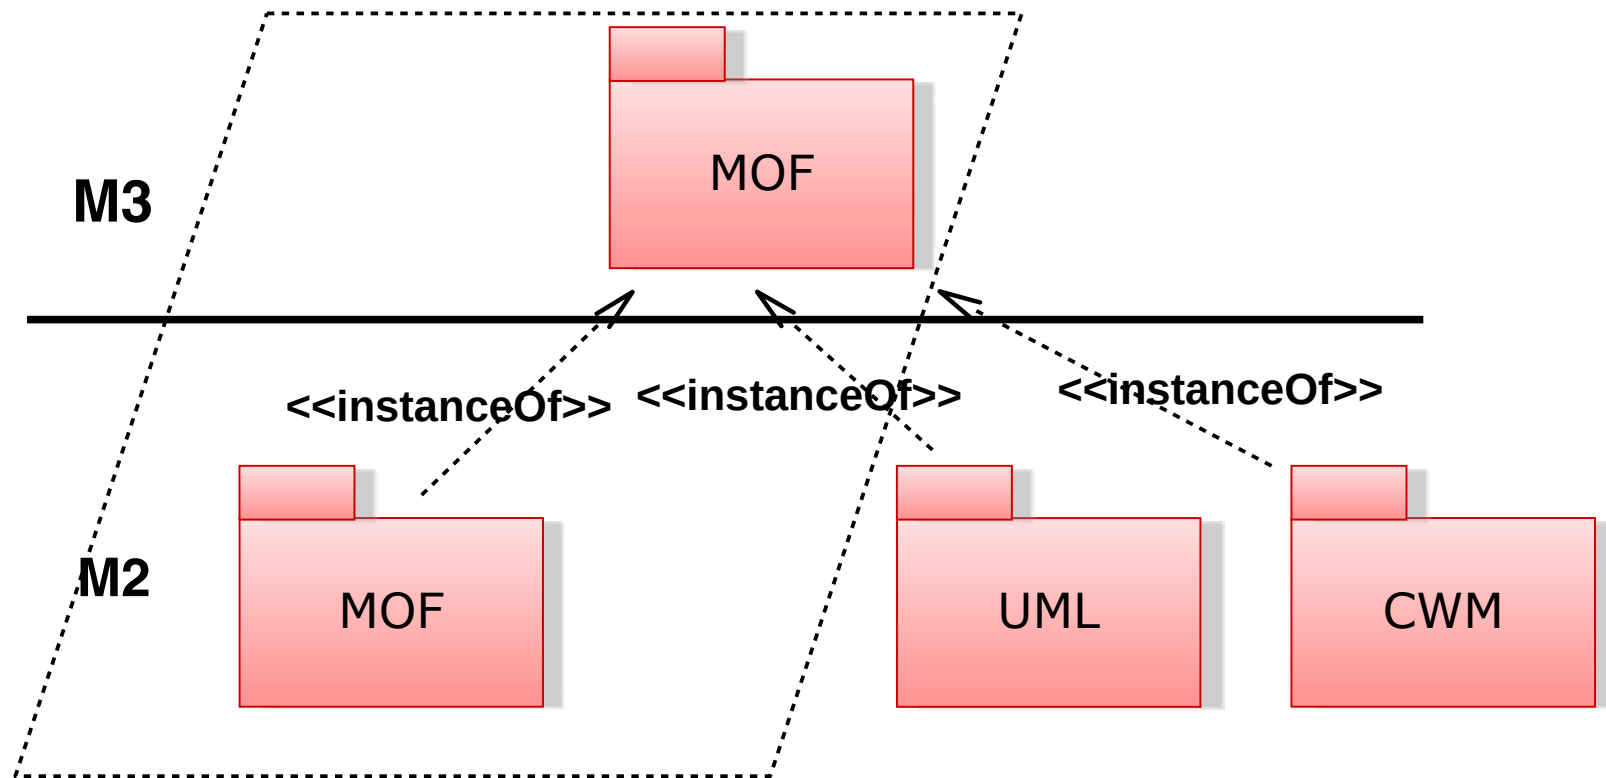 MOF
M3
<<instanceOf>>
<<instanceOf>>
<<instanceOf>>
M2
MOF
UML
CWM